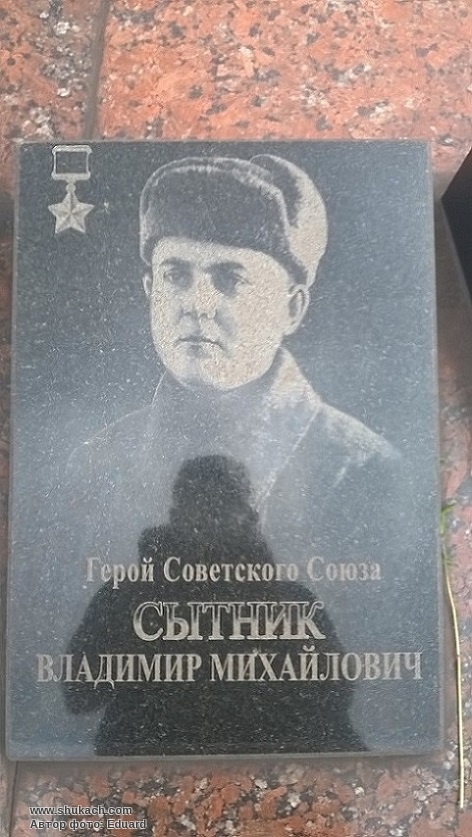 Герой Советского Союза
СЫТНИК
ВЛАДИМИР МИХАЙЛОВИЧ
www.shukach.com
Автор фото: Eduard